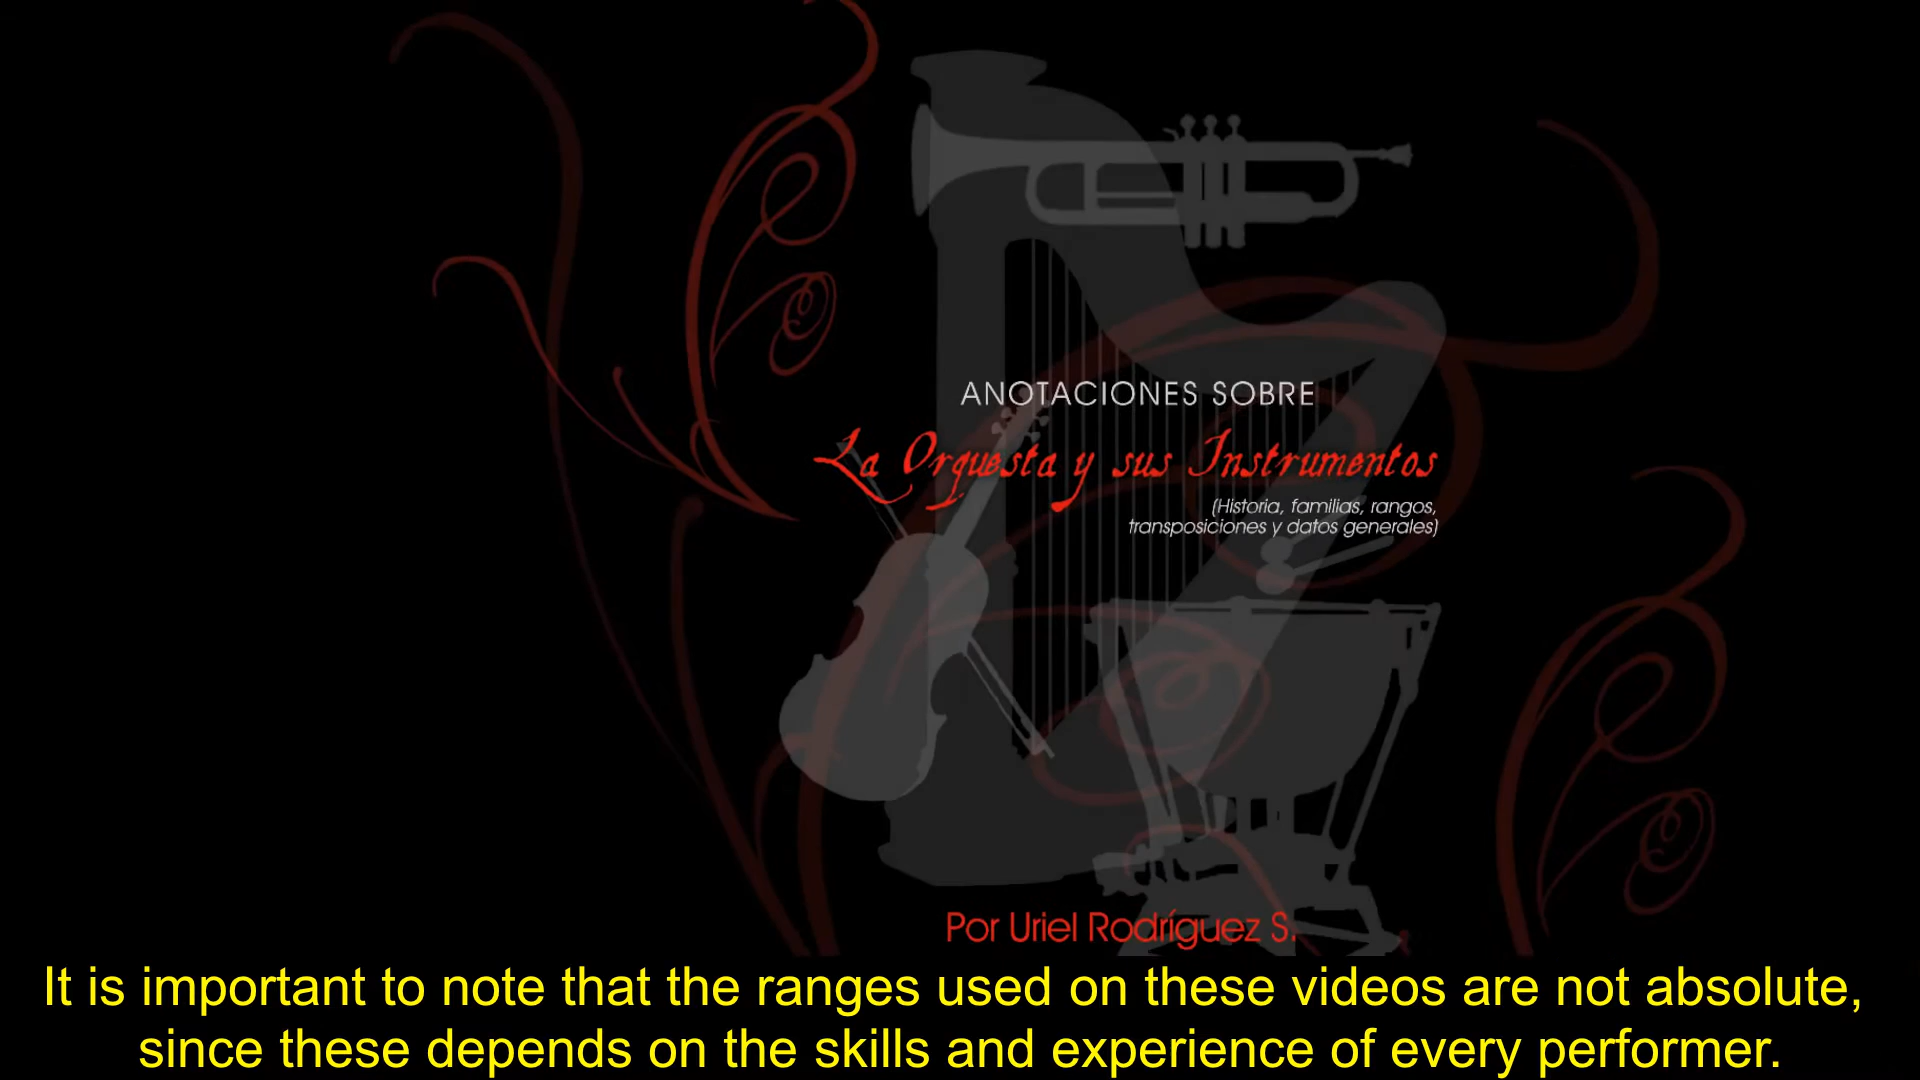 ANOTACIONES SOBRE
La Orquesta y sus Instrumentos
(Historia, familias, rangos,
transposiciones y datos generales)
Por Uriel Rodríguez S.
It is important to note that the ranges used on these videos are not absolute,
since these depends on the skills and experience of every performer.